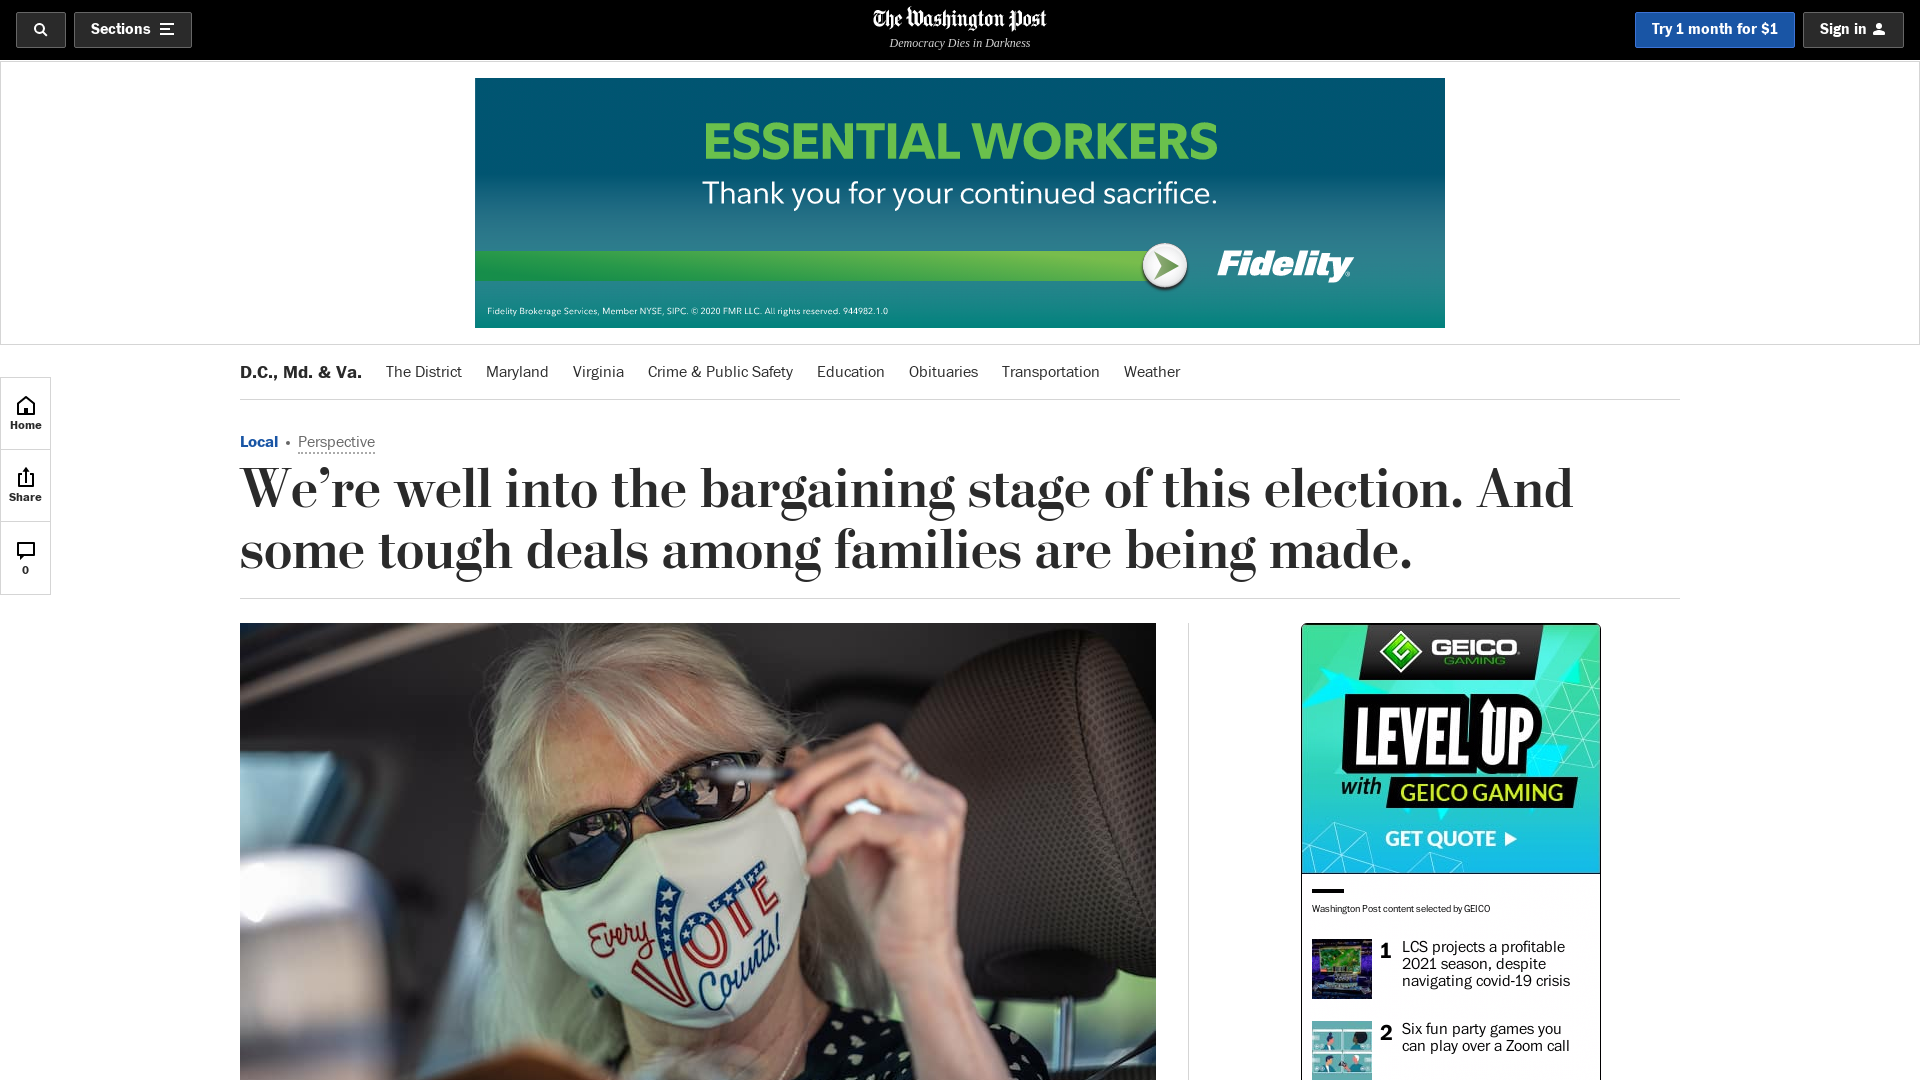 Sections
The Washington Post
Democracy Dies in Darkness
Try 1 month for $1
Sign in
ESSENTIAL WORKERS
Thank you for your continued sacrifice.
Fidelity
Fidelity Brokerage Services, Member NYSE, SIPC. © 2020 FMR LLC. All rights reserved. 944982.1.0
D.C., Md. & Va. The District Maryland Virginia Crime & Public Safety Education Obituaries Transportation Weather
Home
Share
0
Local • Perspective
We’re well into the bargaining stage of this election. And
some tough deals among families are being made.
Every
VOTE
Counts!
GEICO
GAMING
LEVEL UP
with GEICO GAMING
GET QUOTE
Washington Post content selected by GEICO
1 LCS projects a profitable
2021 season, despite
navigating covid-19 crisis
2 Six fun party games you
can play over a Zoom call